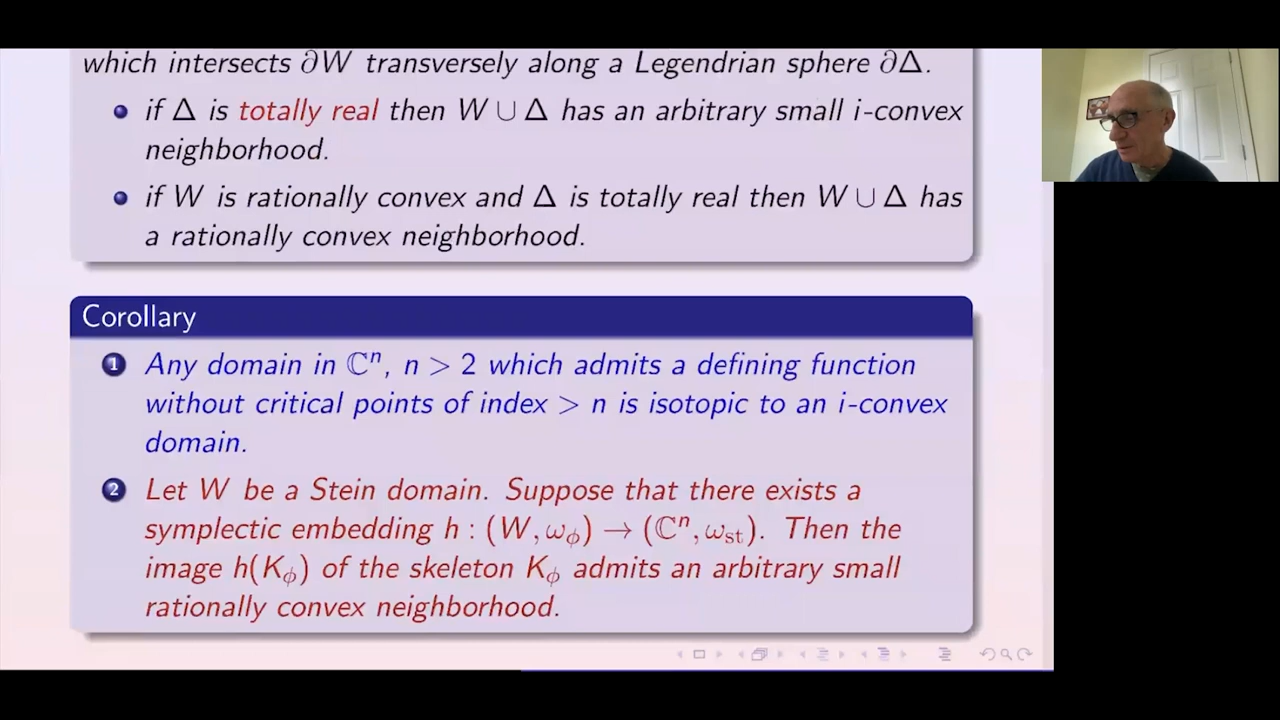 which intersects ∂W transversely along a Legendrian sphere ∂Δ.
if Δ is totally real then W ∪ Δ has an arbitrary small i-convex
neighborhood.
if W is rationally convex and Δ is totally real then W ∪ Δ has
a rationally convex neighborhood.
Corollary
1 Any domain in ℂⁿ, n > 2 which admits a defining function
without critical points of index > n is isotopic to an i-convex
domain.
2 Let W be a Stein domain. Suppose that there exists a
symplectic embedding h : (W, ω_ϕ) → (ℂⁿ, ω_st). Then the
image h(K_ϕ) of the skeleton K_ϕ admits an arbitrary small
rationally convex neighborhood.